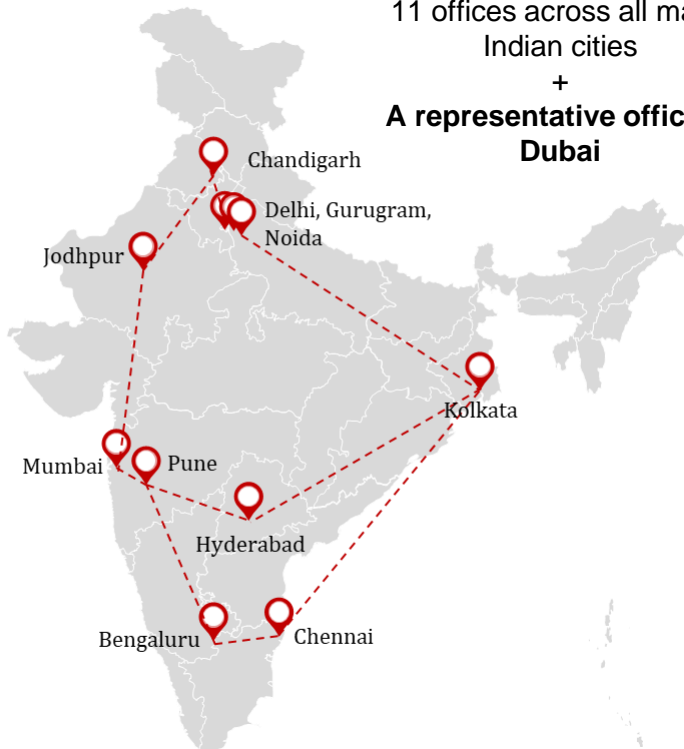 11 offices across all ma
Indian cities
+
A representative offic
Dubai
Chandigarh
Delhi, Gurugram,
Noida
Jodhpur
Kolkata
Mumbai
Pune
Hyderabad
Bengaluru
Chennai